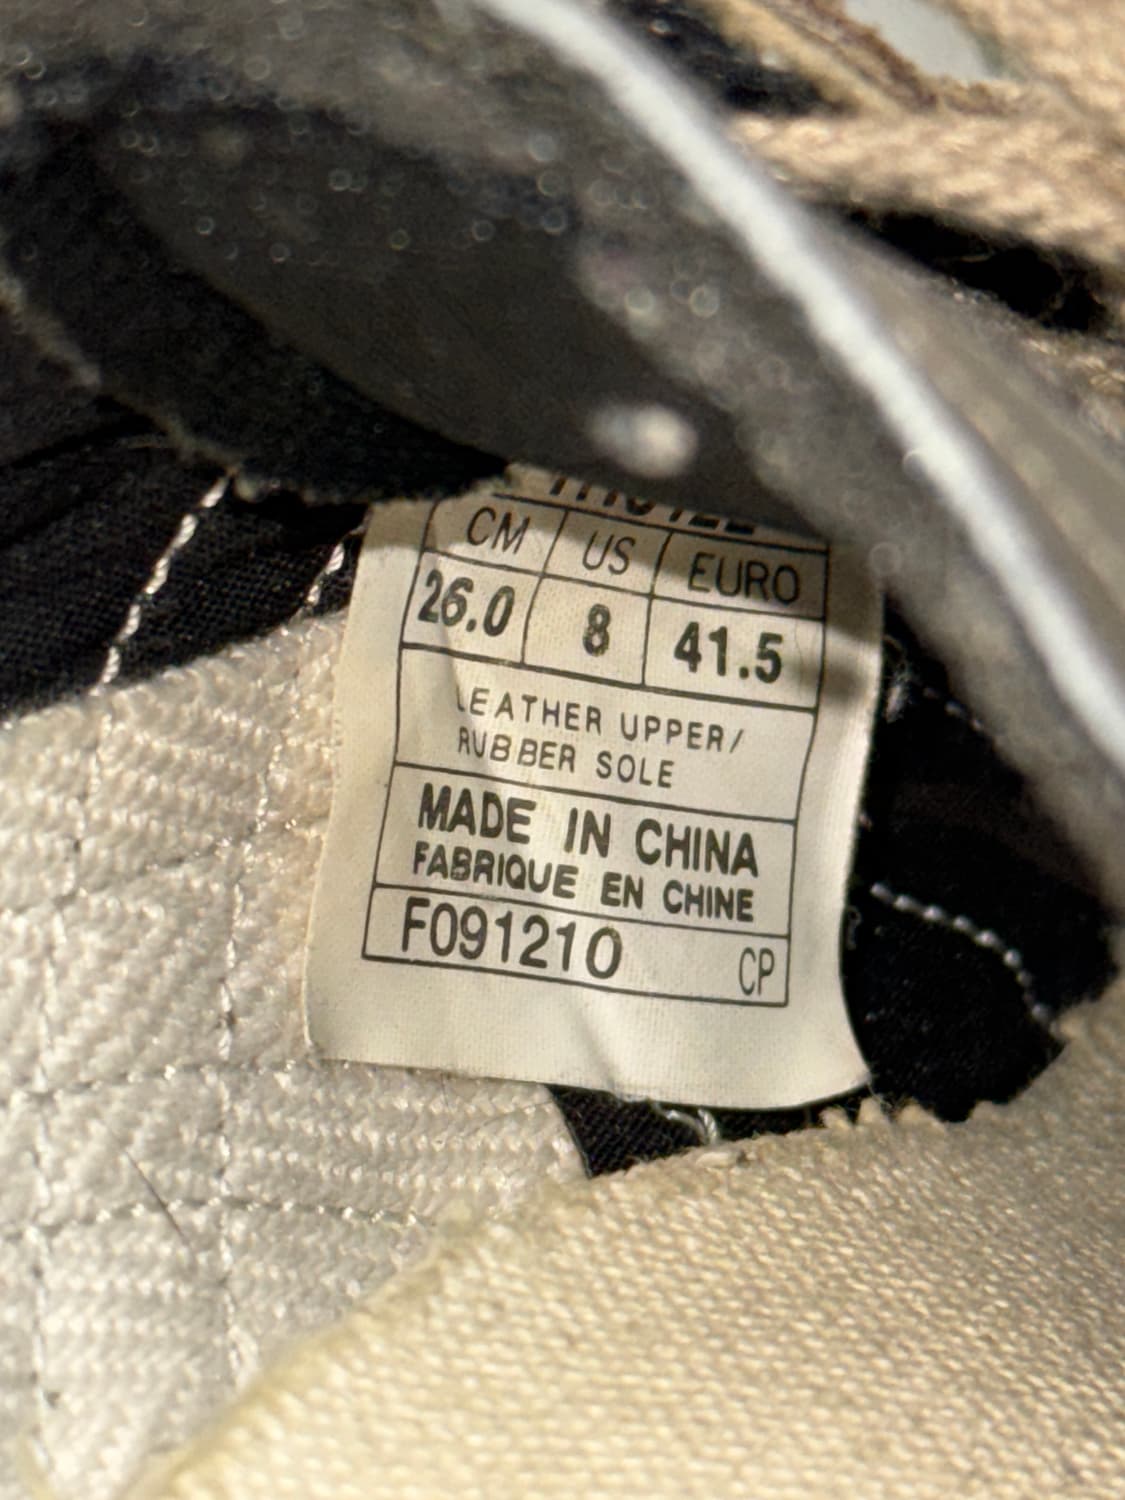 CM US EURO
26.0 8 41.5
LEATHER UPPER/
RUBBER SOLE
MADE IN CHINA
FABRIQUE EN CHINE
F091210 CP